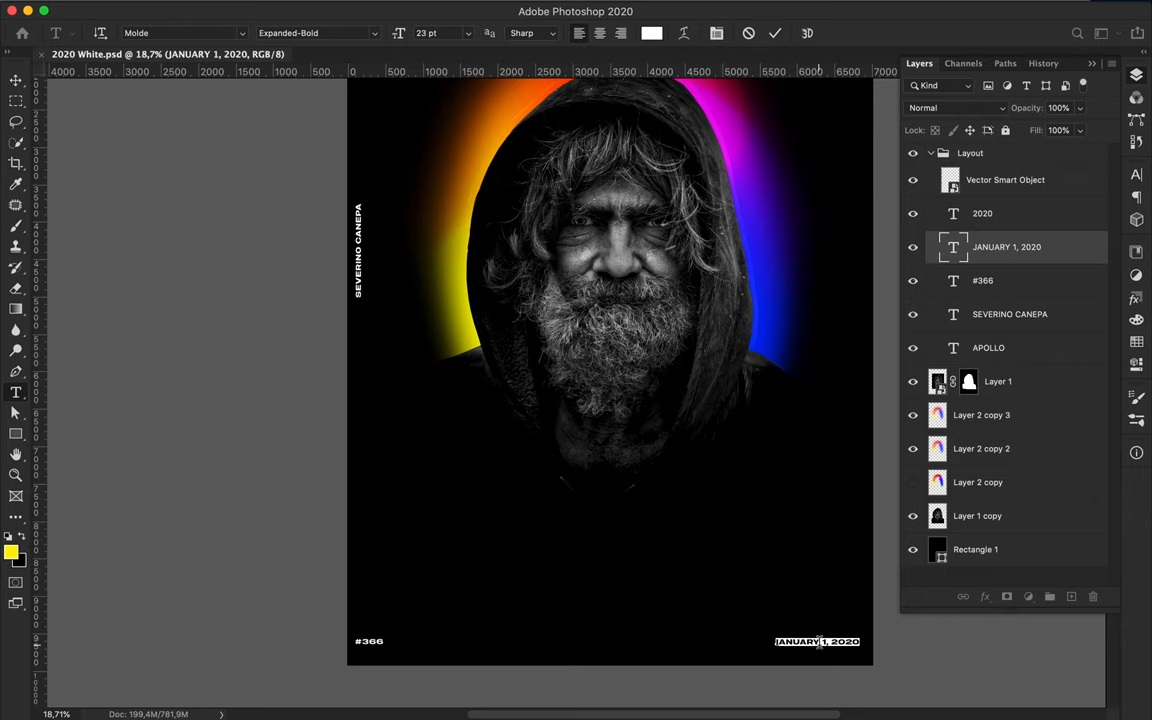 Adobe Photoshop 2020
T
Molde
Expanded-Bold
23 pt
Sharp
3D
2020 White.psd @ 18,7% (JANUARY 1, 2020, RGB/8)
4000 3500 3000 2500 2000 1500 1000 500 0 500 1000 1500 2000 2500 3000 3500 4000 4500 5000 5500 6000 6500 7000
Layers Channels Paths History
Kind
Normal Opacity: 100%
Lock: Fill: 100%
Layout
Vector Smart Object
T 2020
T JANUARY 1, 2020
T #366
T SEVERINO CANEPA
T APOLLO
Layer 1
Layer 2 copy 3
Layer 2 copy 2
Layer 2 copy
Layer 1 copy
Rectangle 1
SEVERINO CANEPA
#366
JANUARY 1, 2020
18,71% Doc: 199,4M/781,9M